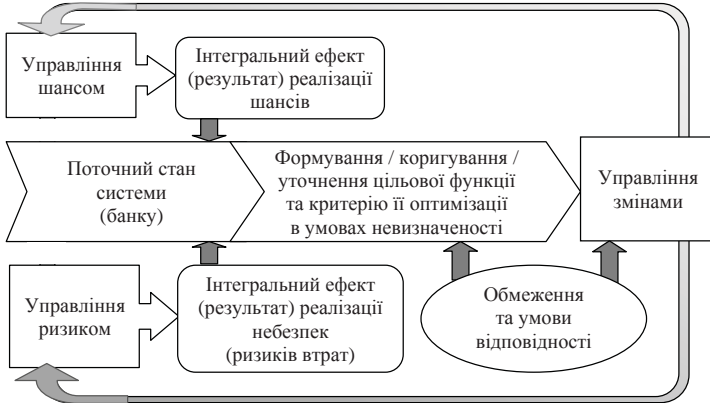 Управління
шансом
Інтегральний ефект
(результат) реалізації
шансів
Поточний стан
системи
(банку)
Формування / коригування /
уточнення цільової функції
та критерію її оптимізації
в умовах невизначеності
Управління
змінами
Управління
ризиком
Інтегральний ефект
(результат) реалізації
небезпек
(ризиків втрат)
Обмеження
та умови
відповідності